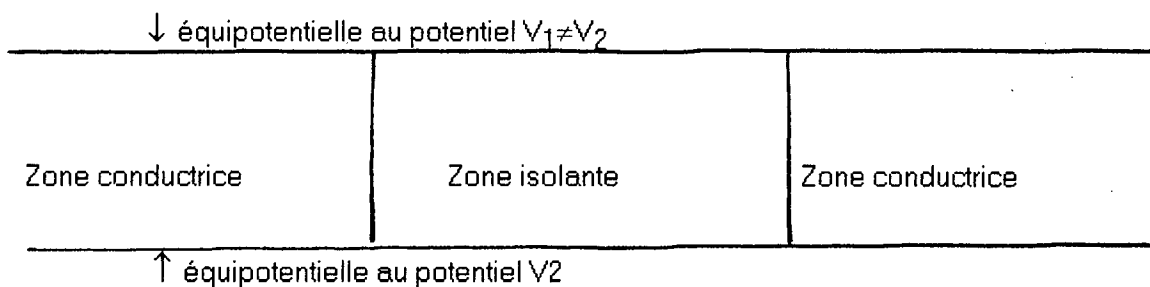 ↓ équipotentielle au potentiel V1≠V2
Zone conductrice Zone isolante Zone conductrice
↑ équipotentielle au potentiel V2